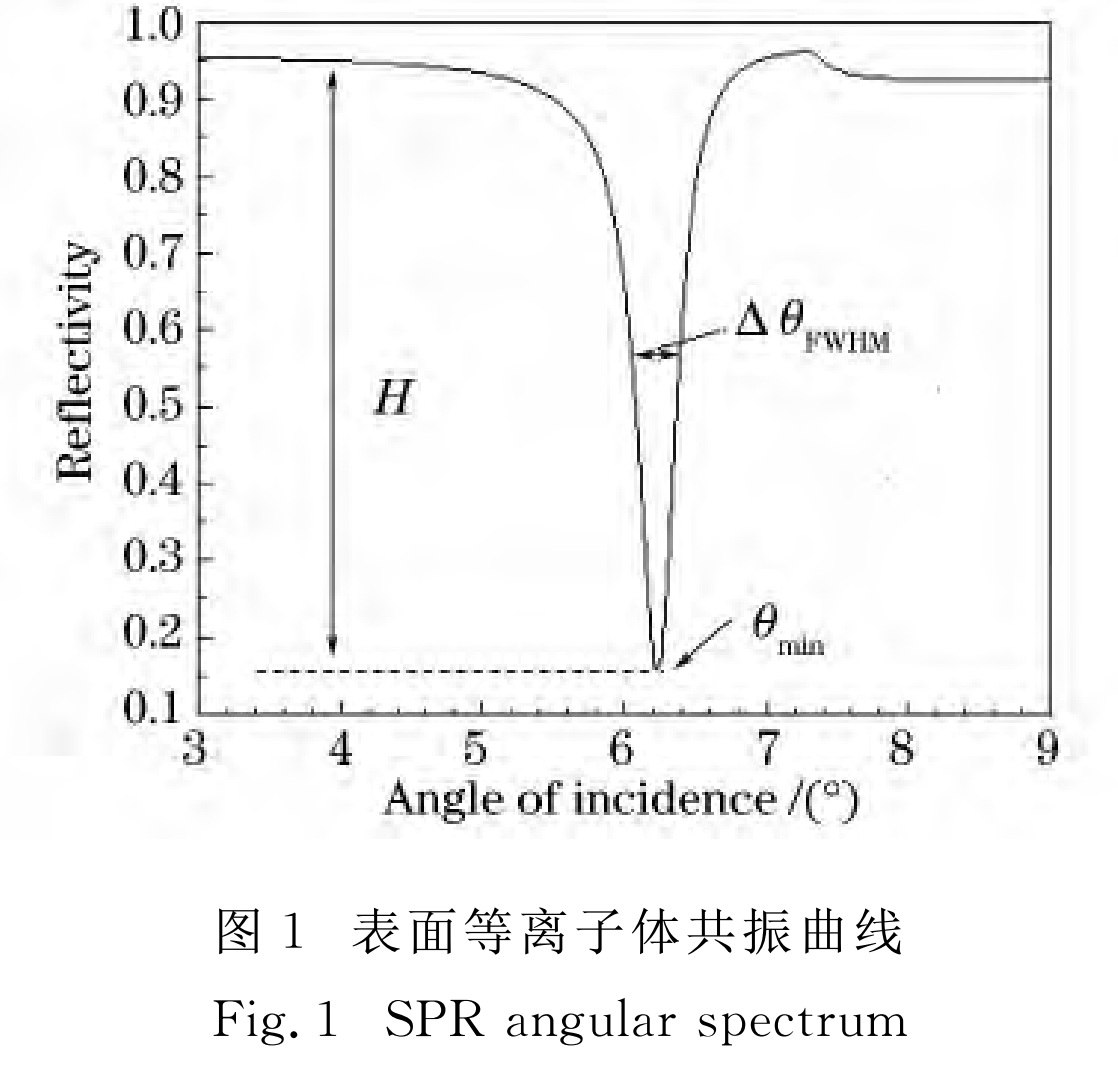 1.0
0.9
0.8
0.7
0.6
0.5
0.4
0.3
0.2
0.1
Reflectivity
H
Δθ_FWHM
θ_min
3 4 5 6 7 8 9
Angle of incidence /(°)
图 1 表面等离子体共振曲线
Fig. 1 SPR angular spectrum